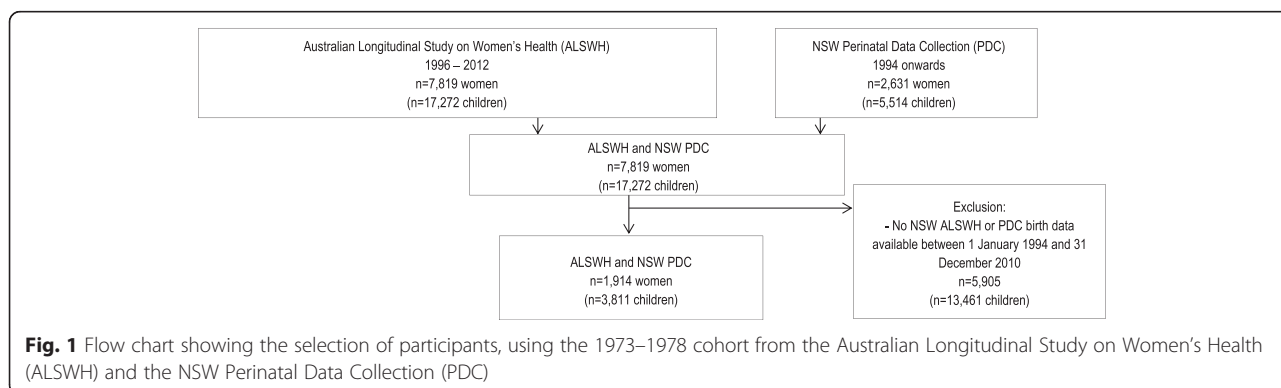 Australian Longitudinal Study on Women's Health (ALSWH)
1996 – 2012
n=7,819 women
(n=17,272 children)
NSW Perinatal Data Collection (PDC)
1994 onwards
n=2,631 women
(n=5,514 children)
ALSWH and NSW PDC
n=7,819 women
(n=17,272 children)
Exclusion:
- No NSW ALSWH or PDC birth data
available between 1 January 1994 and 31
December 2010
n=5,905
(n=13,461 children)
ALSWH and NSW PDC
n=1,914 women
(n=3,811 children)
Fig. 1 Flow chart showing the selection of participants, using the 1973–1978 cohort from the Australian Longitudinal Study on Women's Health
(ALSWH) and the NSW Perinatal Data Collection (PDC)